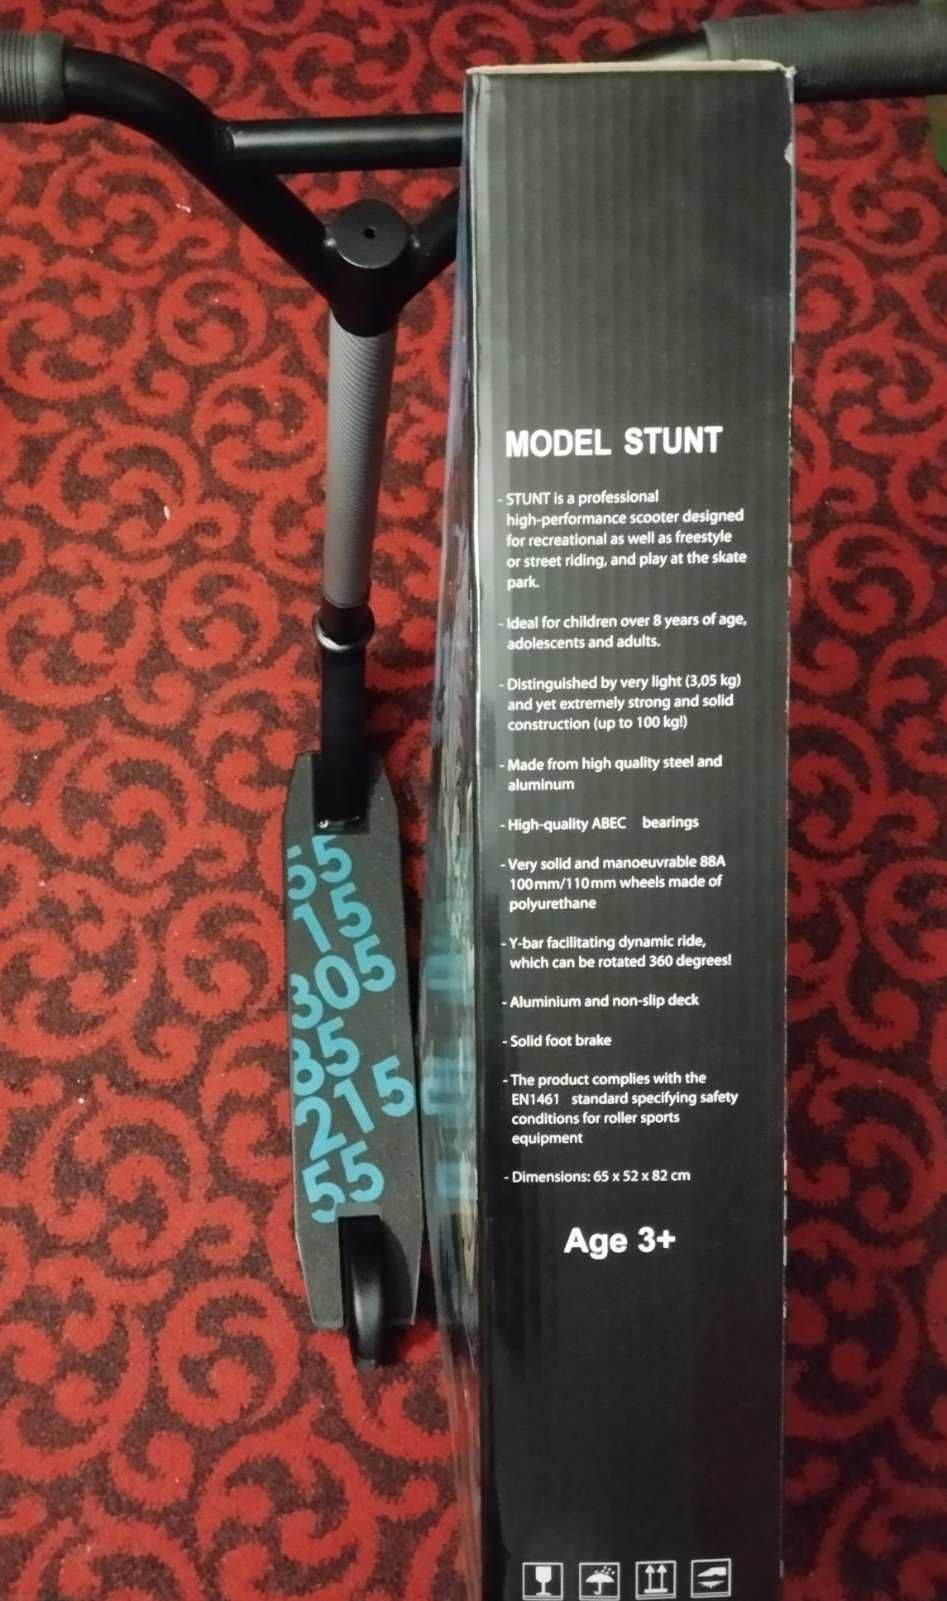 55
15
305
35
215
55
MODEL STUNT
- STUNT is a professional
high-performance scooter designed
for recreational as well as freestyle
or street riding, and play at the skate
park.
- Ideal for children over 8 years of age,
adolescents and adults.
- Distinguished by very light (3,05 kg)
and yet extremely strong and solid
construction (up to 100 kg!)
- Made from high quality steel and
aluminum
- High-quality ABEC bearings
- Very solid and manoeuvrable 88A
100mm/110mm wheels made of
polyurethane
- Y-bar facilitating dynamic ride,
which can be rotated 360 degrees!
- Aluminium and non-slip deck
- Solid foot brake
- The product complies with the
EN1461 standard specifying safety
conditions for roller sports
equipment
- Dimensions: 65 x 52 x 82 cm
Age 3+